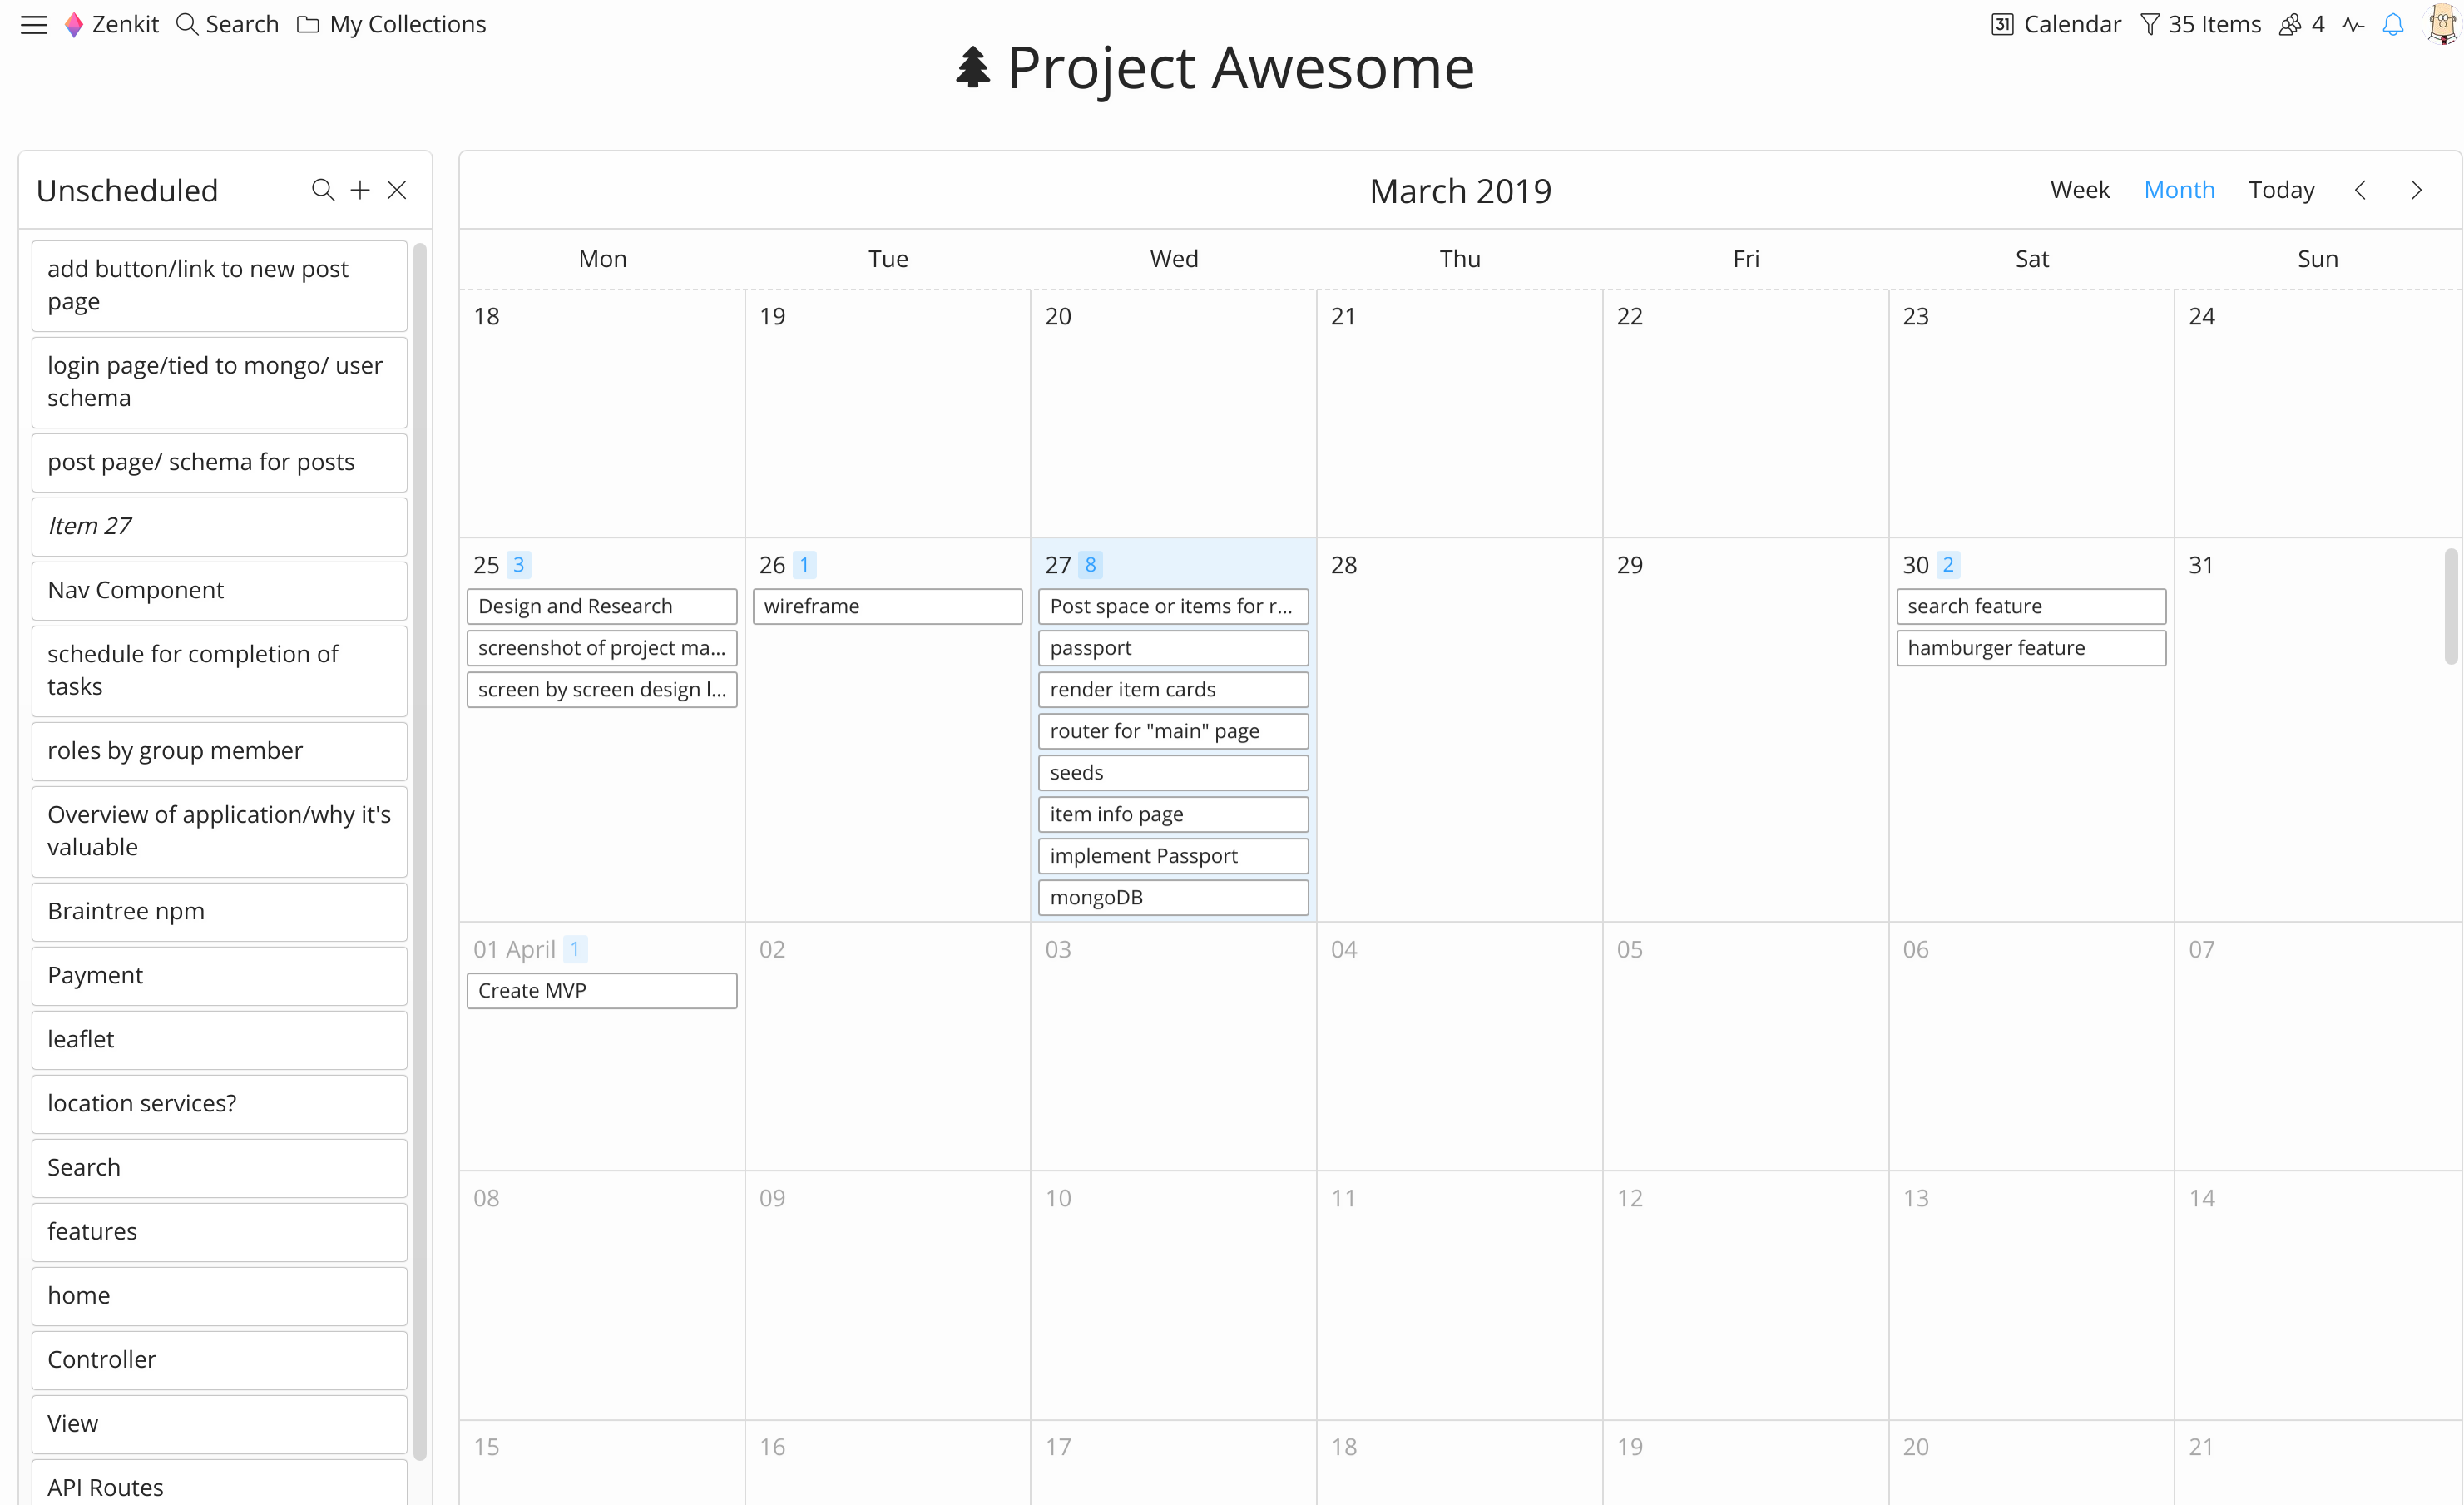 Zenkit Search My Collections
31 Calendar 35 Items 4
Project Awesome
Unscheduled
add button/link to new post
page
login page/tied to mongo/ user
schema
post page/ schema for posts
Item 27
Nav Component
schedule for completion of
tasks
roles by group member
Overview of application/why it's
valuable
Braintree npm
Payment
leaflet
location services?
Search
features
home
Controller
View
API Routes
March 2019
Week Month Today
Mon Tue Wed Thu Fri Sat Sun
18 19 20 21 22 23 24
25 3
Design and Research
screenshot of project ma...
screen by screen design l...
26 1
wireframe
27 8
Post space or items for r...
passport
render item cards
router for "main" page
seeds
item info page
implement Passport
mongoDB
28
29
30 2
search feature
hamburger feature
31
01 April 1
Create MVP
02 03 04 05 06 07
08 09 10 11 12 13 14
15 16 17 18 19 20 21